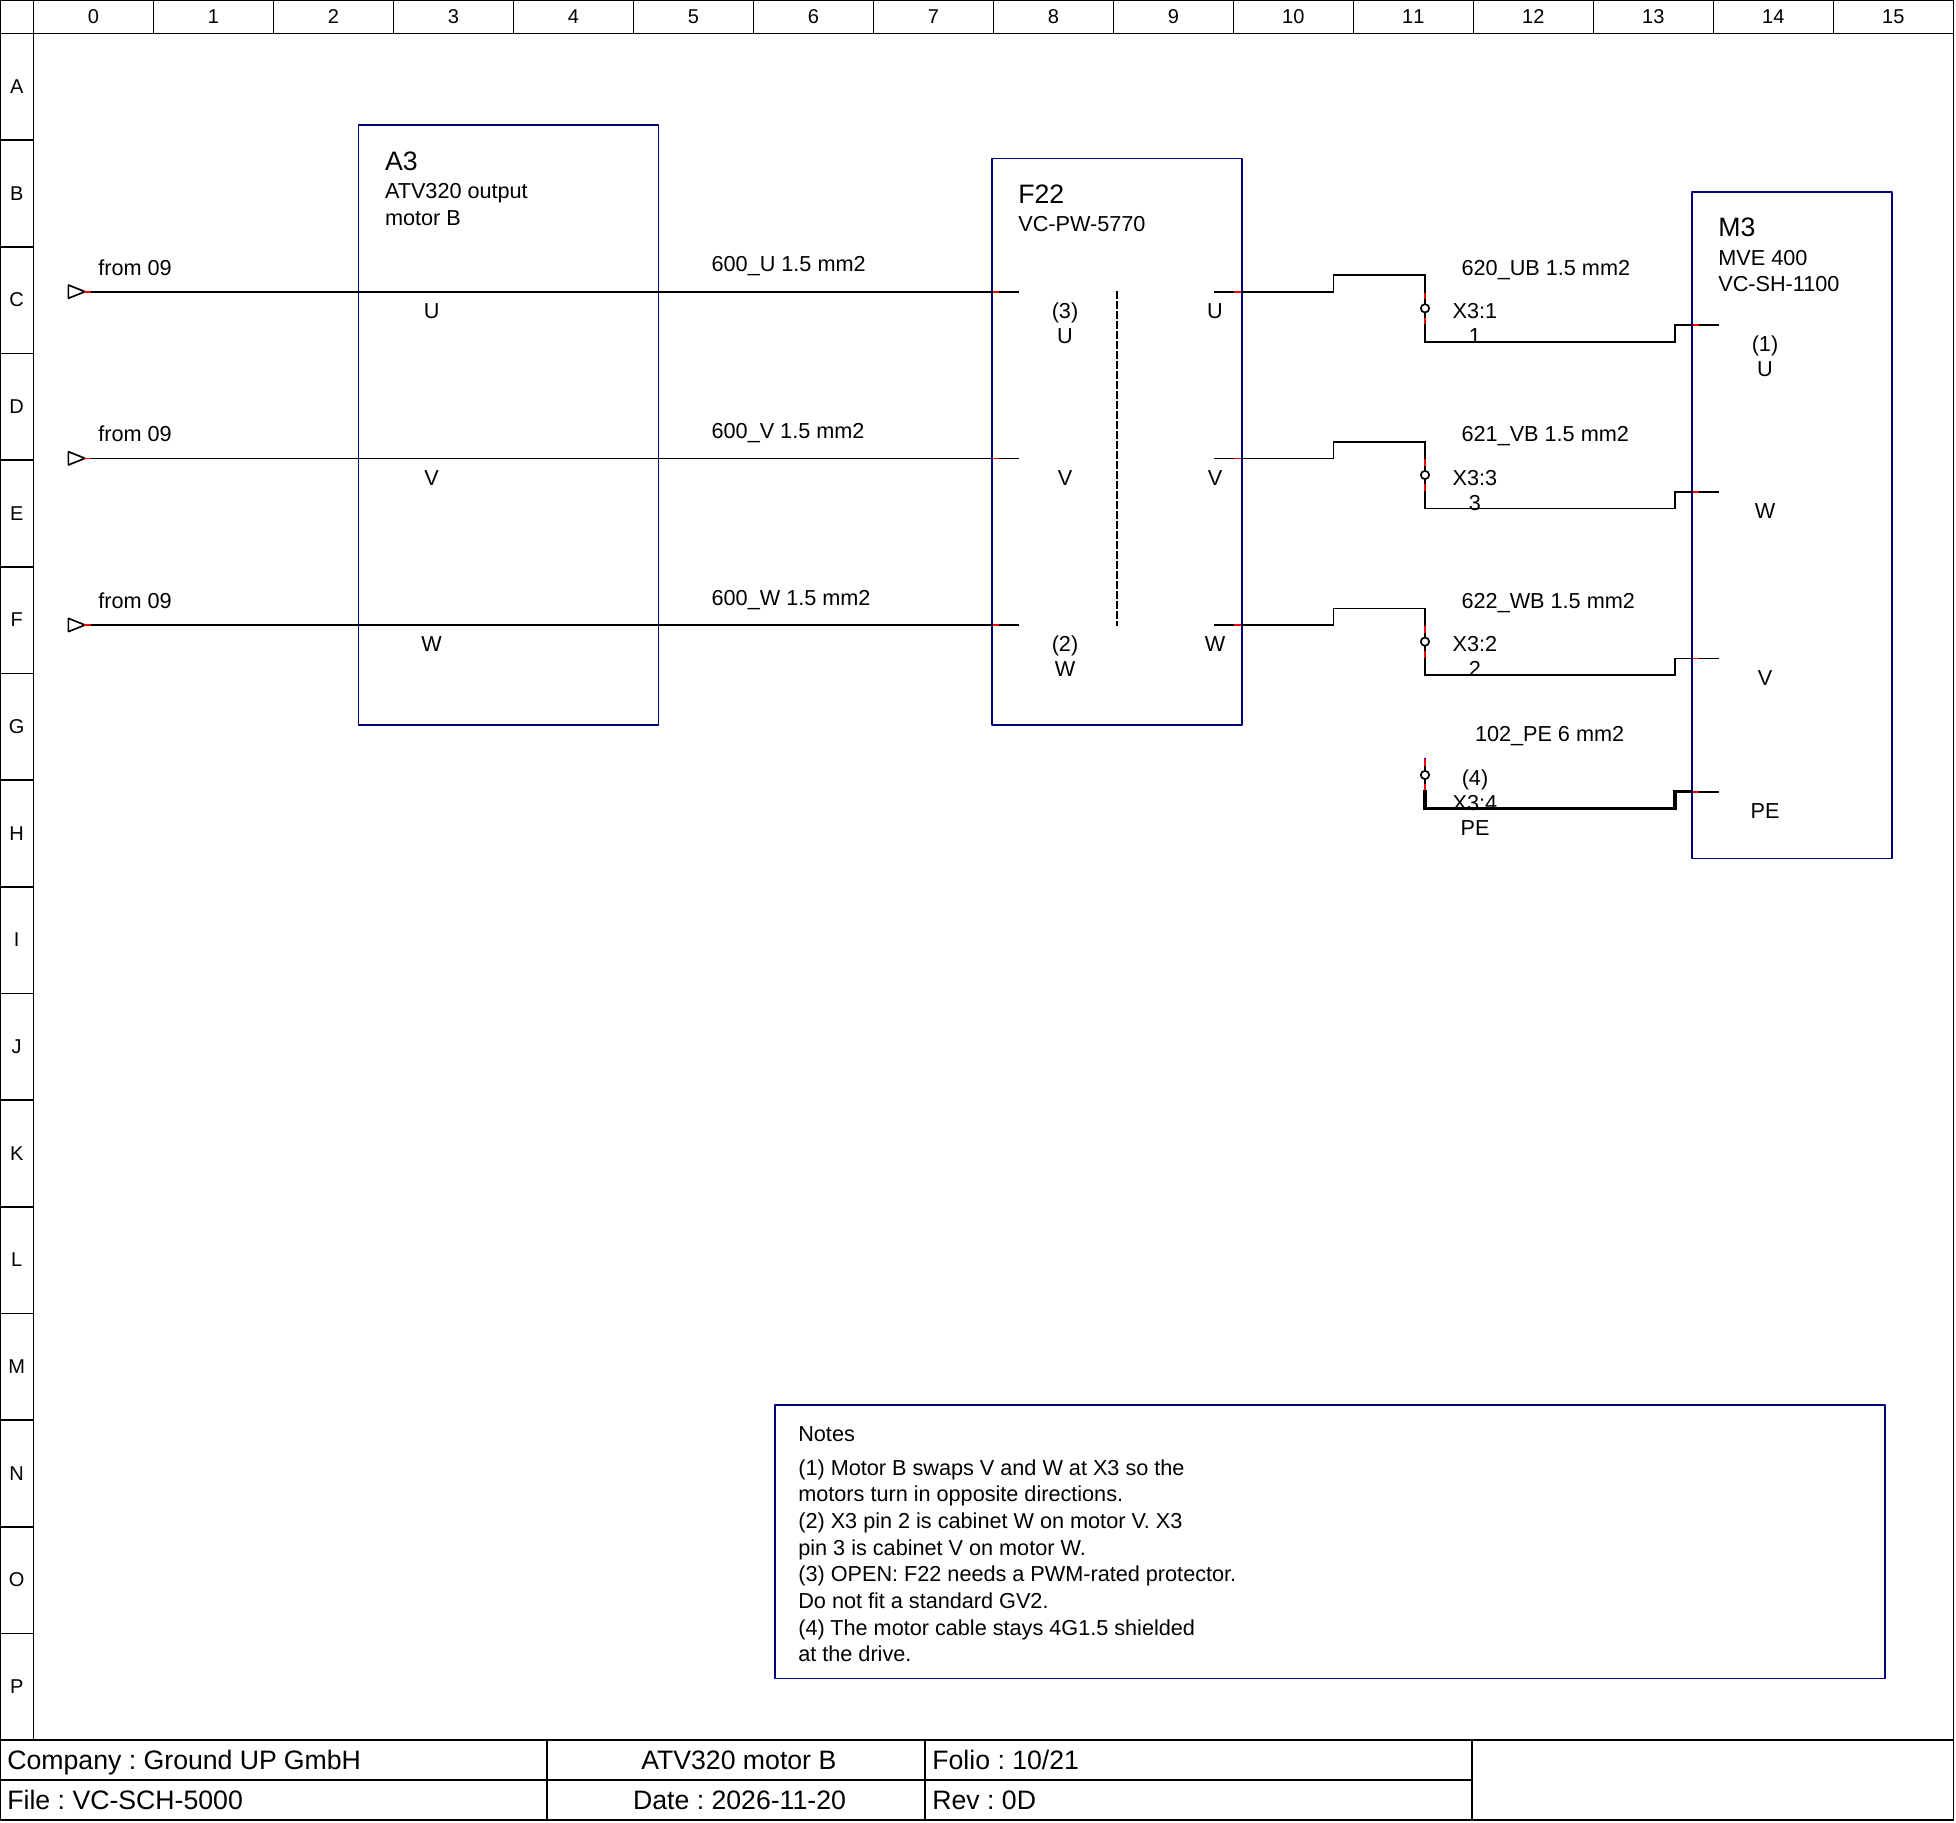 0 1 2 3 4 5 6 7 8 9 10 11 12 13 14 15
A
B
C
D
E
F
G
H
I
J
K
L
M
N
O
P
A3
ATV320 output
motor B
F22
VC-PW-5770
M3
MVE 400
VC-SH-1100
from 09
600_U 1.5 mm2
620_UB 1.5 mm2
U
(3)
U
U
X3:1
1
(1)
U
from 09
600_V 1.5 mm2
621_VB 1.5 mm2
V
V
V
X3:3
3
W
from 09
600_W 1.5 mm2
622_WB 1.5 mm2
W
(2)
W
W
X3:2
2
V
102_PE 6 mm2
(4)
X3:4
PE
PE
Notes
(1) Motor B swaps V and W at X3 so the
motors turn in opposite directions.
(2) X3 pin 2 is cabinet W on motor V. X3
pin 3 is cabinet V on motor W.
(3) OPEN: F22 needs a PWM-rated protector.
Do not fit a standard GV2.
(4) The motor cable stays 4G1.5 shielded
at the drive.
Company : Ground UP GmbH
ATV320 motor B
Folio : 10/21
File : VC-SCH-5000
Date : 2026-11-20
Rev : 0D